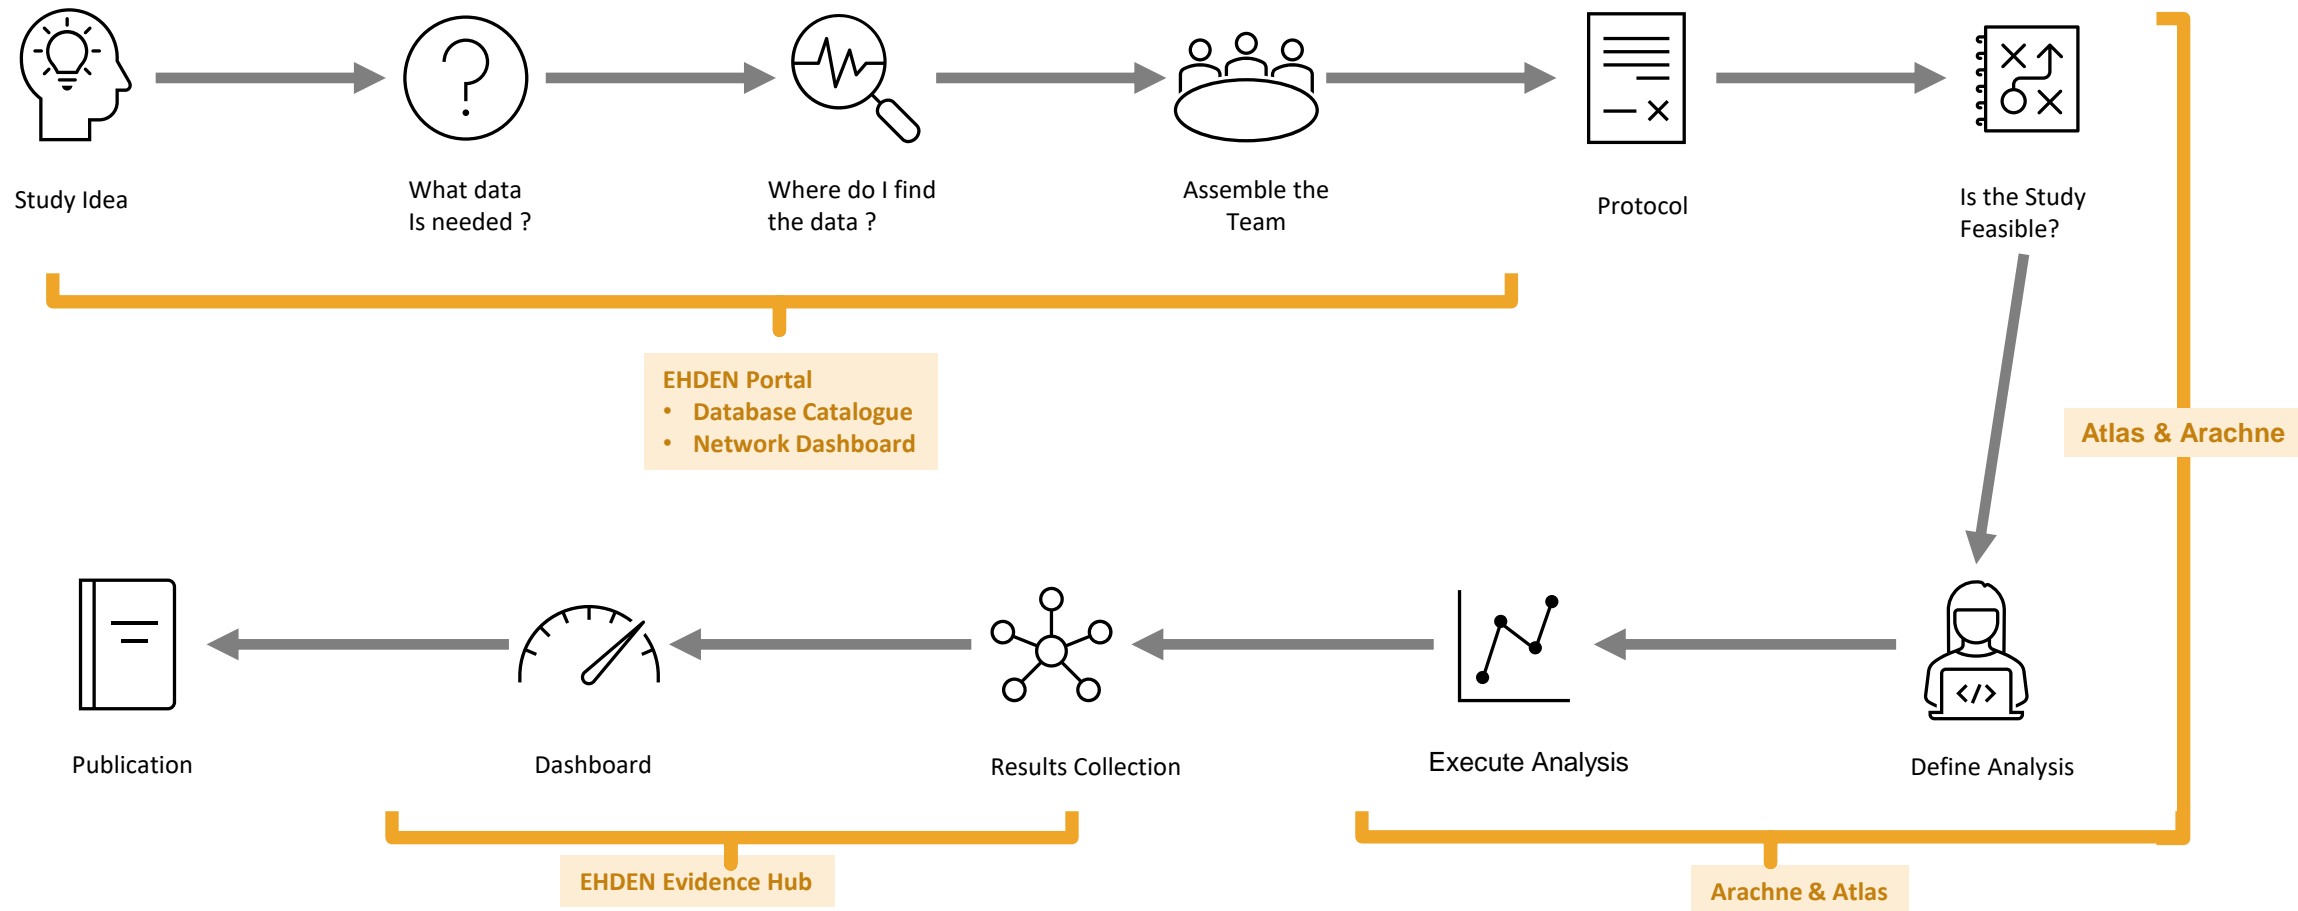 Study Idea
What data
Is needed ?
Where do I find
the data ?
Assemble the
Team
Protocol
Is the Study
Feasible?
EHDEN Portal
• Database Catalogue
• Network Dashboard
Atlas & Arachne
</>
Publication
Dashboard
Results Collection
Execute Analysis
Define Analysis
EHDEN Evidence Hub
Arachne & Atlas